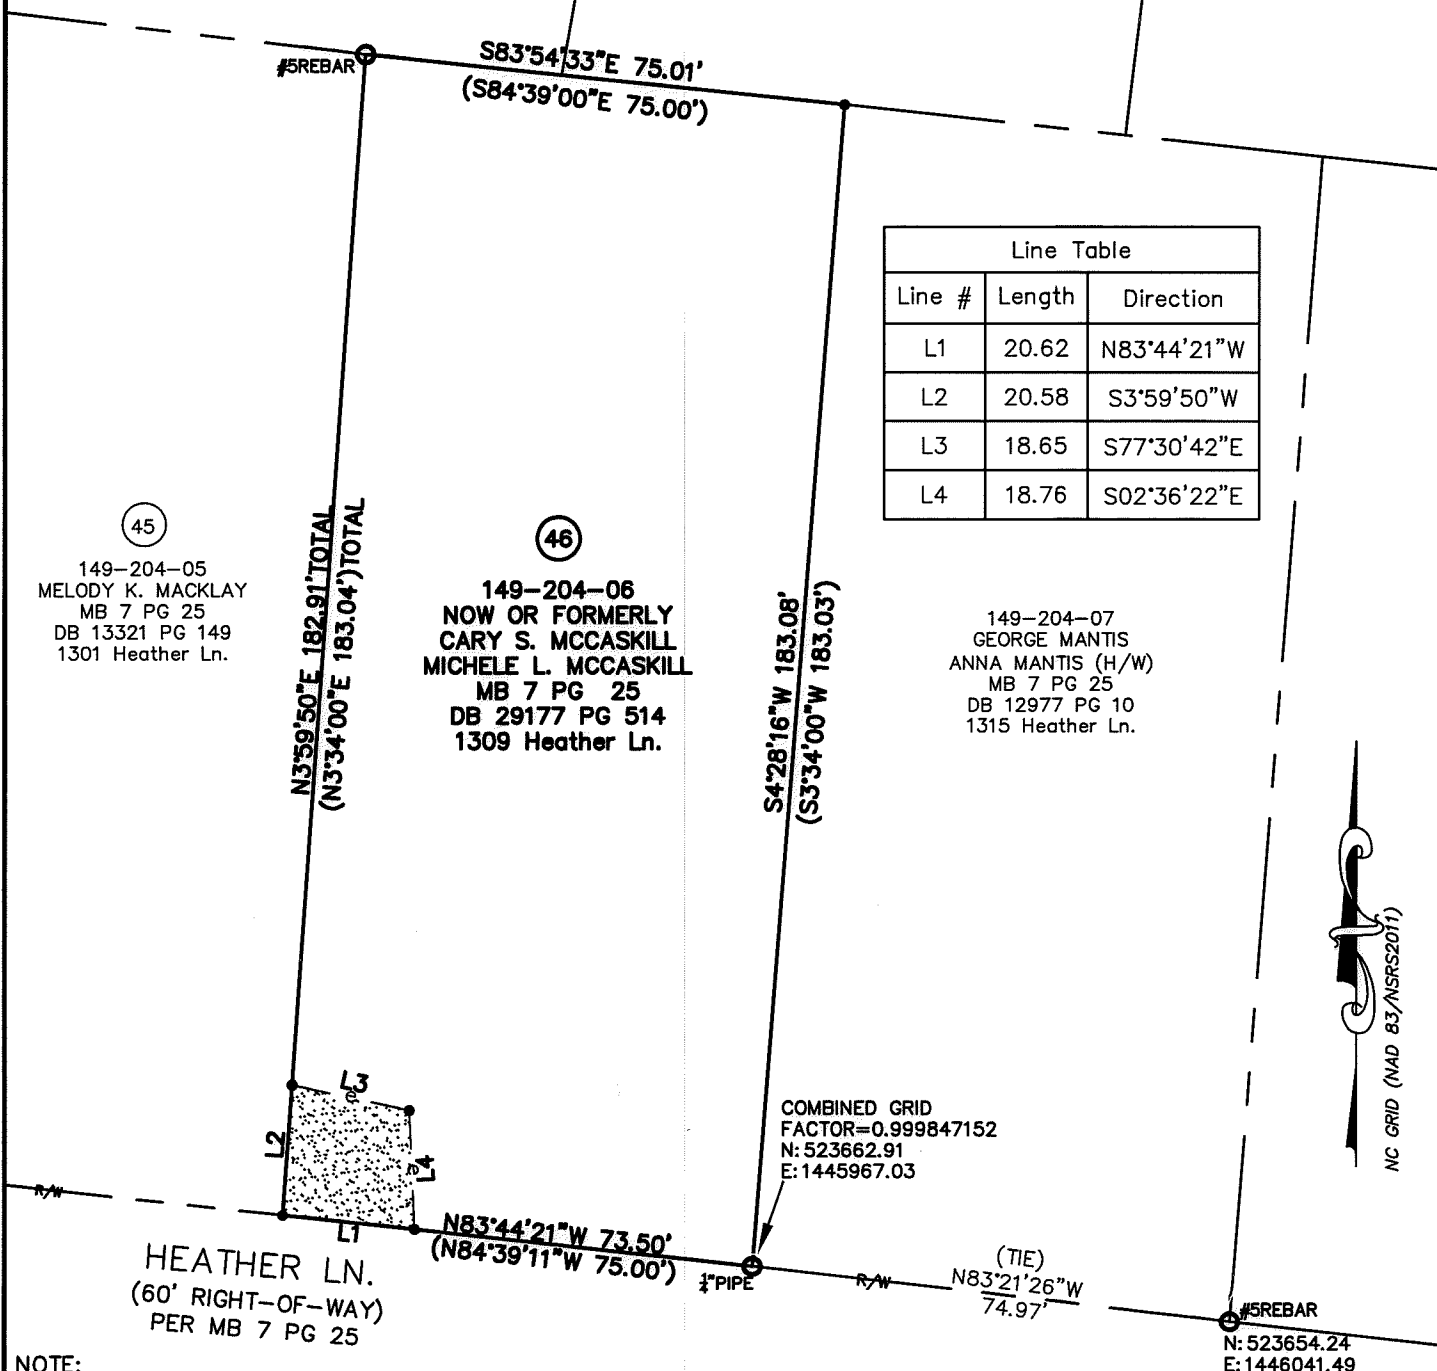 S83°54'33"E 75.01'
(S84°39'00"E 75.00')
#5REBAR
Line Table
Line # Length Direction
L1 20.62 N83°44'21"W
L2 20.58 S3°59'50"W
L3 18.65 S77°30'42"E
L4 18.76 S02°36'22"E
45
149-204-05
MELODY K. MACKLAY
MB 7 PG 25
DB 13321 PG 149
1301 Heather Ln.
N3°59'50"E 182.91'TOTAL
(N3°34'00"E 183.04')TOTAL
46
149-204-06
NOW OR FORMERLY
CARY S. MCCASKILL
MICHELE L. MCCASKILL
MB 7 PG 25
DB 29177 PG 514
1309 Heather Ln.
S4°28'16"W 183.08'
(S3°34'00"W 183.03')
149-204-07
GEORGE MANTIS
ANNA MANTIS (H/W)
MB 7 PG 25
DB 12977 PG 10
1315 Heather Ln.
NC GRID (NAD 83/NSRS2011)
L3
L2
L4
L1
COMBINED GRID
FACTOR=0.999847152
N: 523662.91
E: 1445967.03
R/W
N83°44'21"W 73.50'
(N84°39'11"W 75.00')
PIPE
R/W
(TIE)
N83°21'26"W
74.97'
HEATHER LN.
(60' RIGHT-OF-WAY)
PER MB 7 PG 25
#5REBAR
N: 523654.24
E: 1446041.49
NOTE: